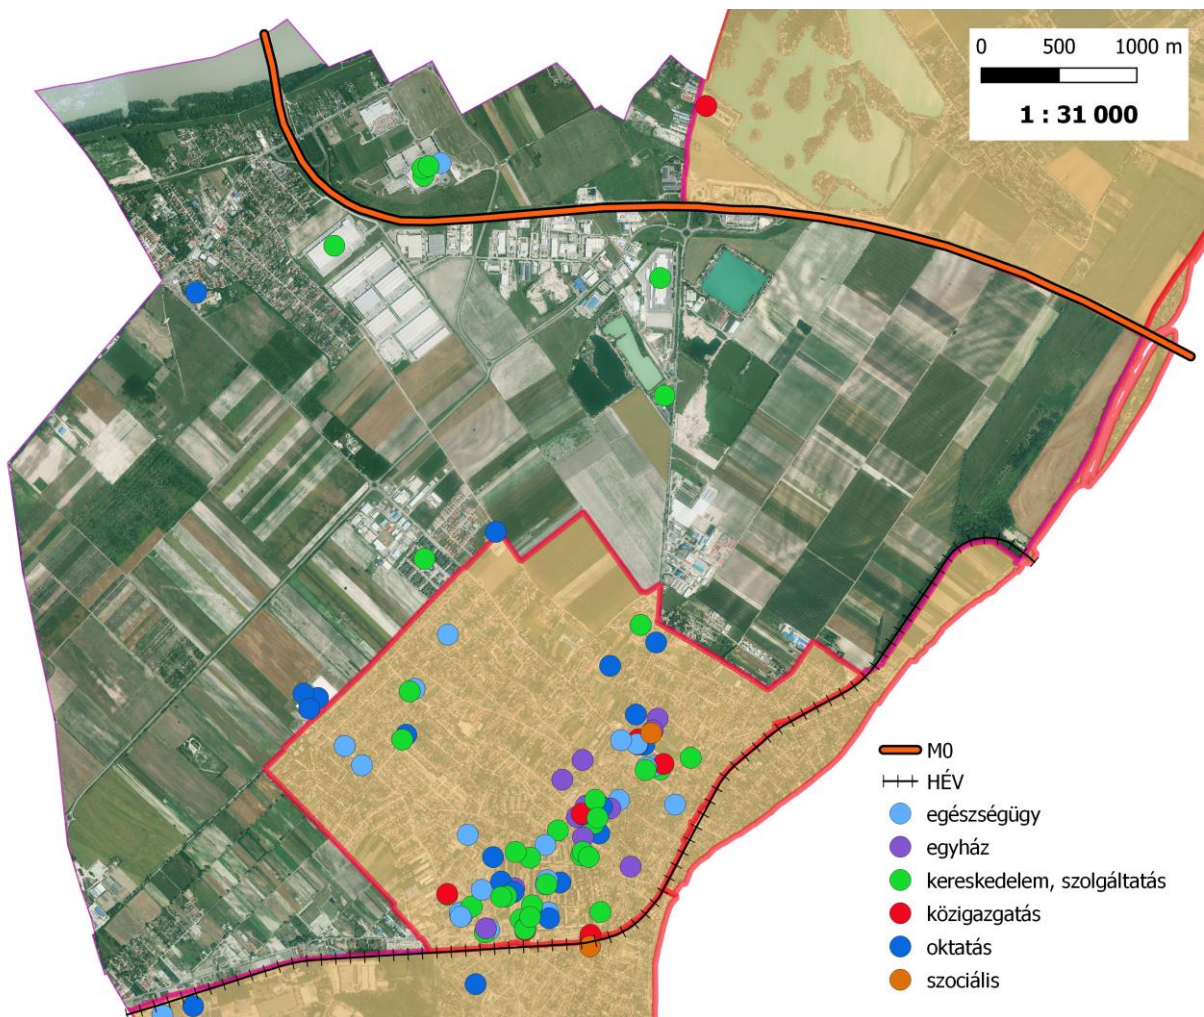 0 500 1000 m
1 : 31 000
M0
HÉV
egészségügy
egyház
kereskedelem, szolgáltatás
közigazgatás
oktatás
szociális